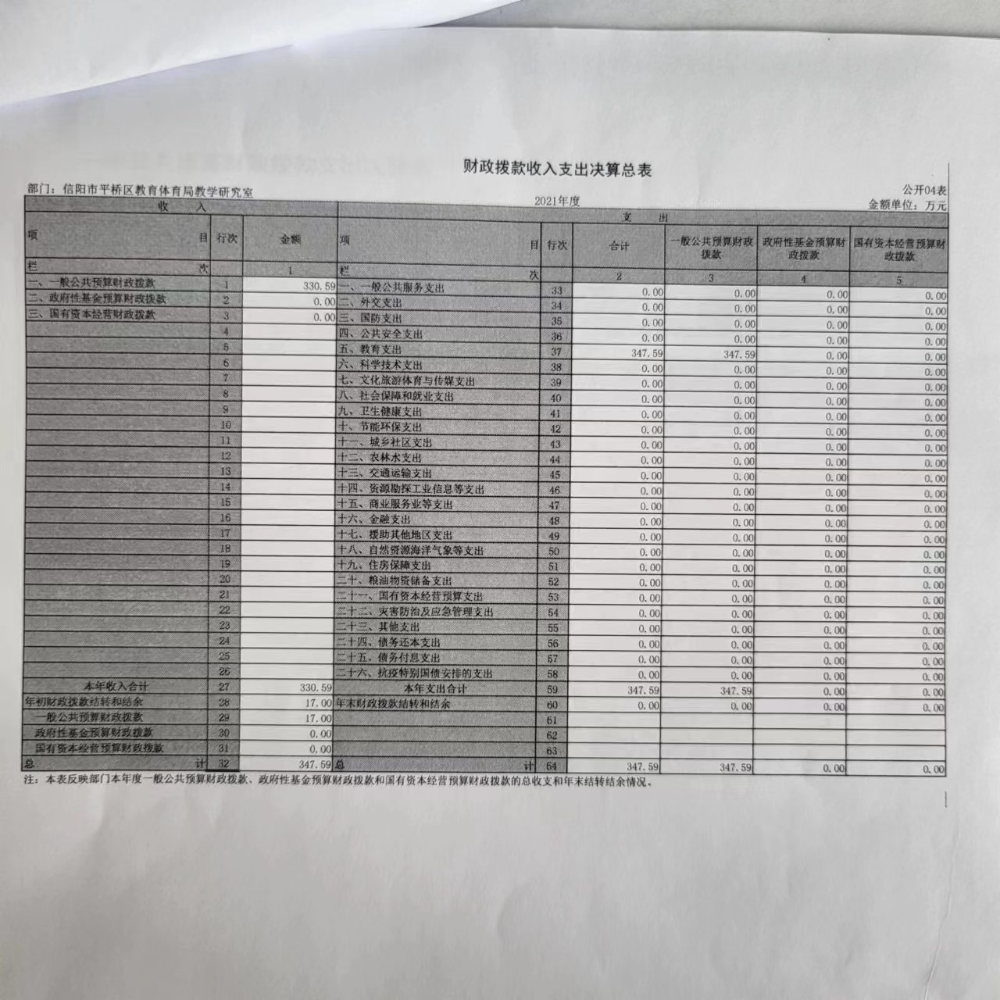 财政拨款收入支出决算总表
公开04表
部门：信阳市平桥区教育体育局教学研究室 2021年度 金额单位：万元
收 入 支 出
项 目 行次 金额 项 目 行次 合计 一般公共预算财政拨款 政府性基金预算财政拨款 国有资本经营预算财政拨款
栏 次 1 栏 次 2 3 4 5
一、一般公共预算财政拨款 1 330.59 一、一般公共服务支出 33 0.00 0.00 0.00 0.00
二、政府性基金预算财政拨款 2 0.00 二、外交支出 34 0.00 0.00 0.00 0.00
三、国有资本经营财政拨款 3 0.00 三、国防支出 35 0.00 0.00 0.00 0.00
4 四、公共安全支出 36 0.00 0.00 0.00 0.00
5 五、教育支出 37 347.59 347.59 0.00 0.00
6 六、科学技术支出 38 0.00 0.00 0.00 0.00
7 七、文化旅游体育与传媒支出 39 0.00 0.00 0.00 0.00
8 八、社会保障和就业支出 40 0.00 0.00 0.00 0.00
9 九、卫生健康支出 41 0.00 0.00 0.00 0.00
10 十、节能环保支出 42 0.00 0.00 0.00 0.00
11 十一、城乡社区支出 43 0.00 0.00 0.00 0.00
12 十二、农林水支出 44 0.00 0.00 0.00 0.00
13 十三、交通运输支出 45 0.00 0.00 0.00 0.00
14 十四、资源勘探工业信息等支出 46 0.00 0.00 0.00 0.00
15 十五、商业服务业等支出 47 0.00 0.00 0.00 0.00
16 十六、金融支出 48 0.00 0.00 0.00 0.00
17 十七、援助其他地区支出 49 0.00 0.00 0.00 0.00
18 十八、自然资源海洋气象等支出 50 0.00 0.00 0.00 0.00
19 十九、住房保障支出 51 0.00 0.00 0.00 0.00
20 二十、粮油物资储备支出 52 0.00 0.00 0.00 0.00
21 二十一、国有资本经营预算支出 53 0.00 0.00 0.00 0.00
22 二十二、灾害防治及应急管理支出 54 0.00 0.00 0.00 0.00
23 二十三、其他支出 55 0.00 0.00 0.00 0.00
24 二十四、债务还本支出 56 0.00 0.00 0.00 0.00
25 二十五、债务付息支出 57 0.00 0.00 0.00 0.00
26 二十六、抗疫特别国债安排的支出 58 0.00 0.00 0.00 0.00
本年收入合计 27 330.59 本年支出合计 59 347.59 347.59 0.00 0.00
年初财政拨款结转和结余 28 17.00 年末财政拨款结转和结余 60 0.00 0.00 0.00 0.00
一般公共预算财政拨款 29 17.00 61
政府性基金预算财政拨款 30 0.00 62
国有资本经营预算财政拨款 31 0.00 63
总 计 32 347.59 总 计 64 347.59 347.59 0.00 0.00
注：本表反映部门本年度一般公共预算财政拨款、政府性基金预算财政拨款和国有资本经营预算财政拨款的总收支和年末结转结余情况。